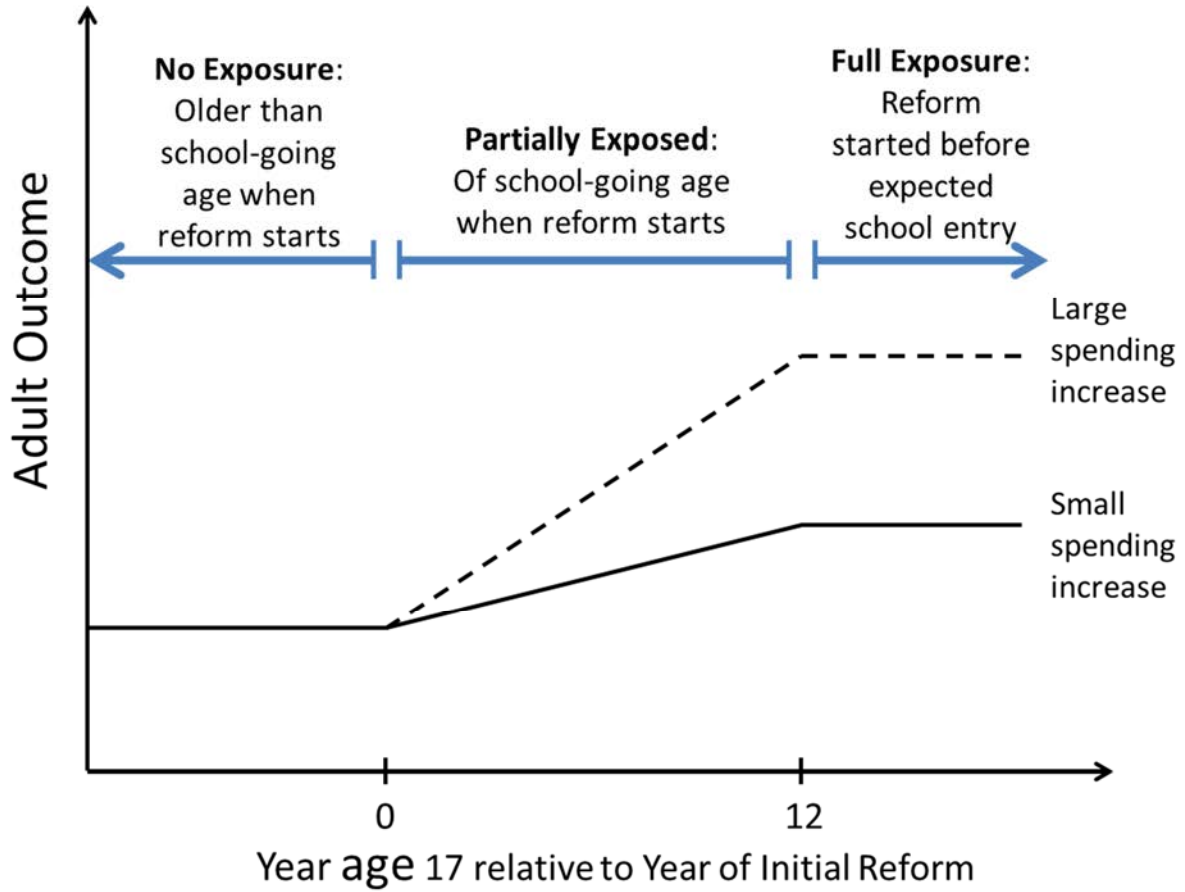 No Exposure:
Older than
school-going
age when
reform starts
Partially Exposed:
Of school-going age
when reform starts
Full Exposure:
Reform
started before
expected
school entry
Adult Outcome
Large
spending
increase
Small
spending
increase
0
12
Year age 17 relative to Year of Initial Reform